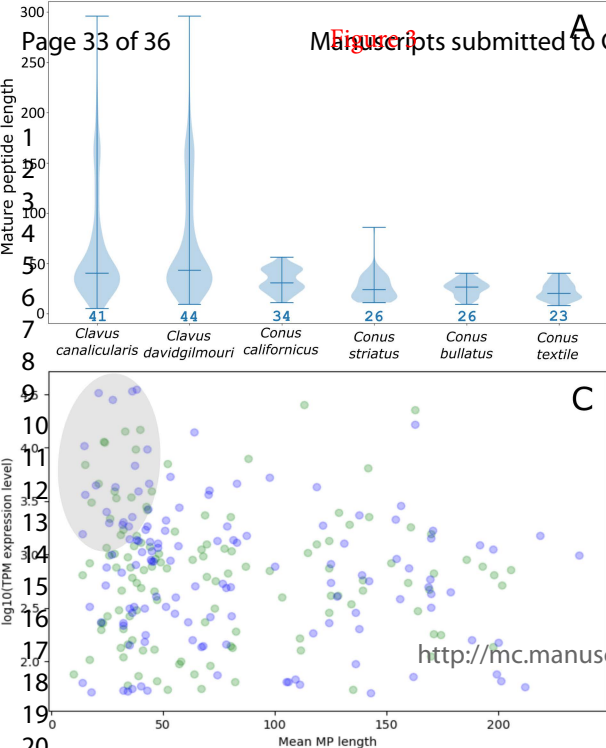 300
A
Page 33 of 36
Figure 3
Manuscripts submitted to
250
Mature peptide length
200
1
150
2
3
100
4
5
50
6
0
41 44 34 26 26 23
7
Clavus canalicularis
Clavus davidgilmouri
Conus californicus
Conus striatus
Conus bullatus
Conus textile
8
9
4.5
C
10
4.0
11
log10(TPM expression level)
12
3.5
13
3.0
14
15
2.5
16
17
http://mc.manusc
2.0
18
19
0 50 100 150 200
Mean MP length
20